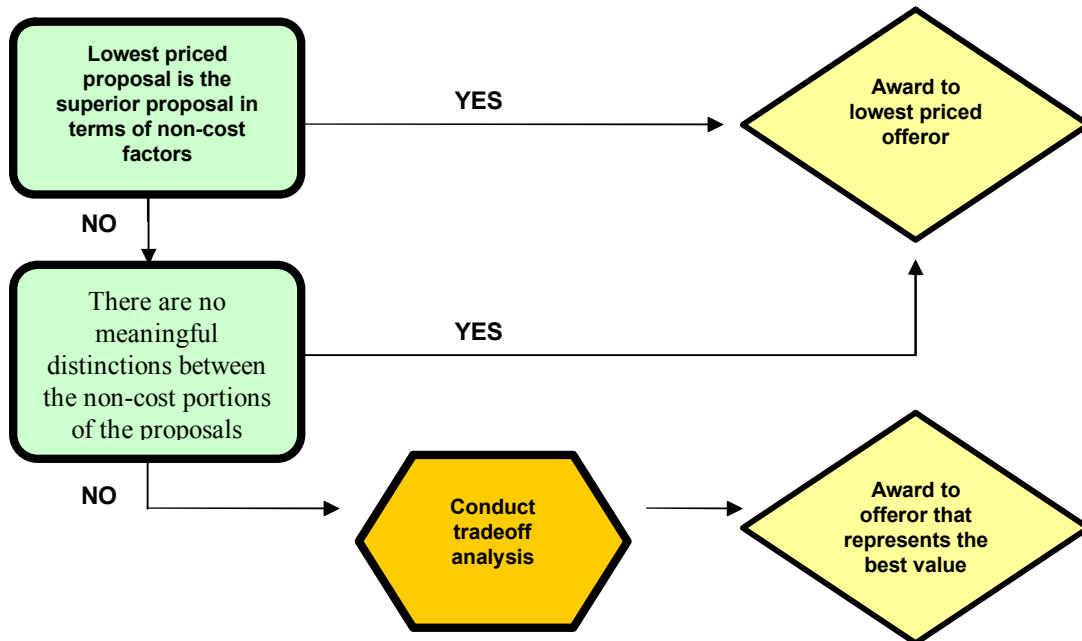 Lowest priced
proposal is the
superior proposal in
terms of non-cost
factors
YES
Award to
lowest priced
offeror
NO
There are no
meaningful
distinctions between
the non-cost portions
of the proposals
YES
NO
Conduct
tradeoff
analysis
Award to
offeror that
represents the
best value